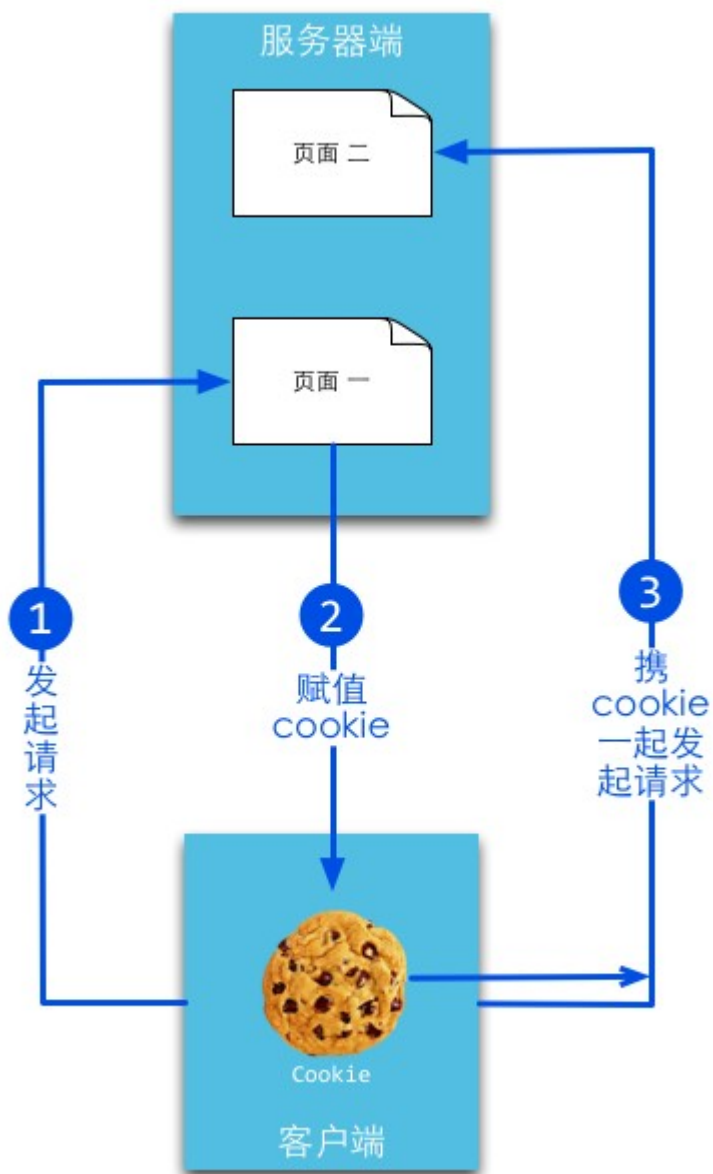 服务器端
页面 二
页面 一
1
发
起
请
求
2
赋值
cookie
3
携
cookie
一起发
起请求
Cookie
客户端